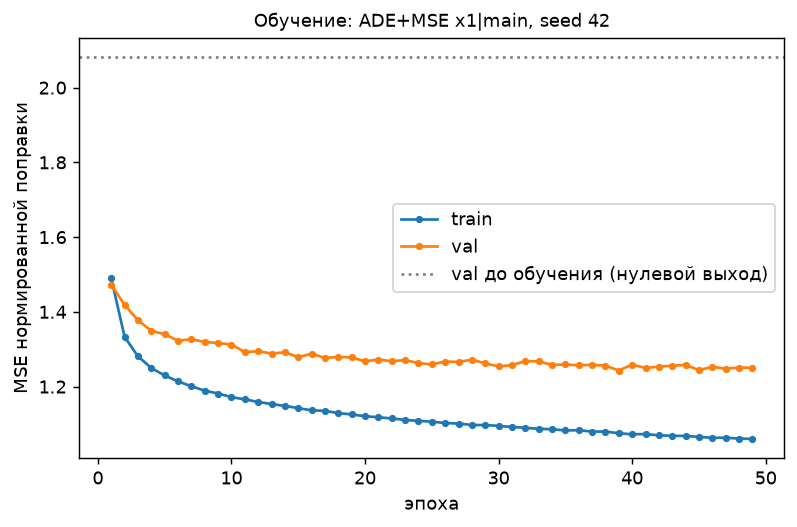 Обучение: ADE+MSE x1|main, seed 42
MSE нормированной поправки
2.0
1.8
1.6
1.4
1.2
train
val
val до обучения (нулевой выход)
0 10 20 30 40 50
эпоха